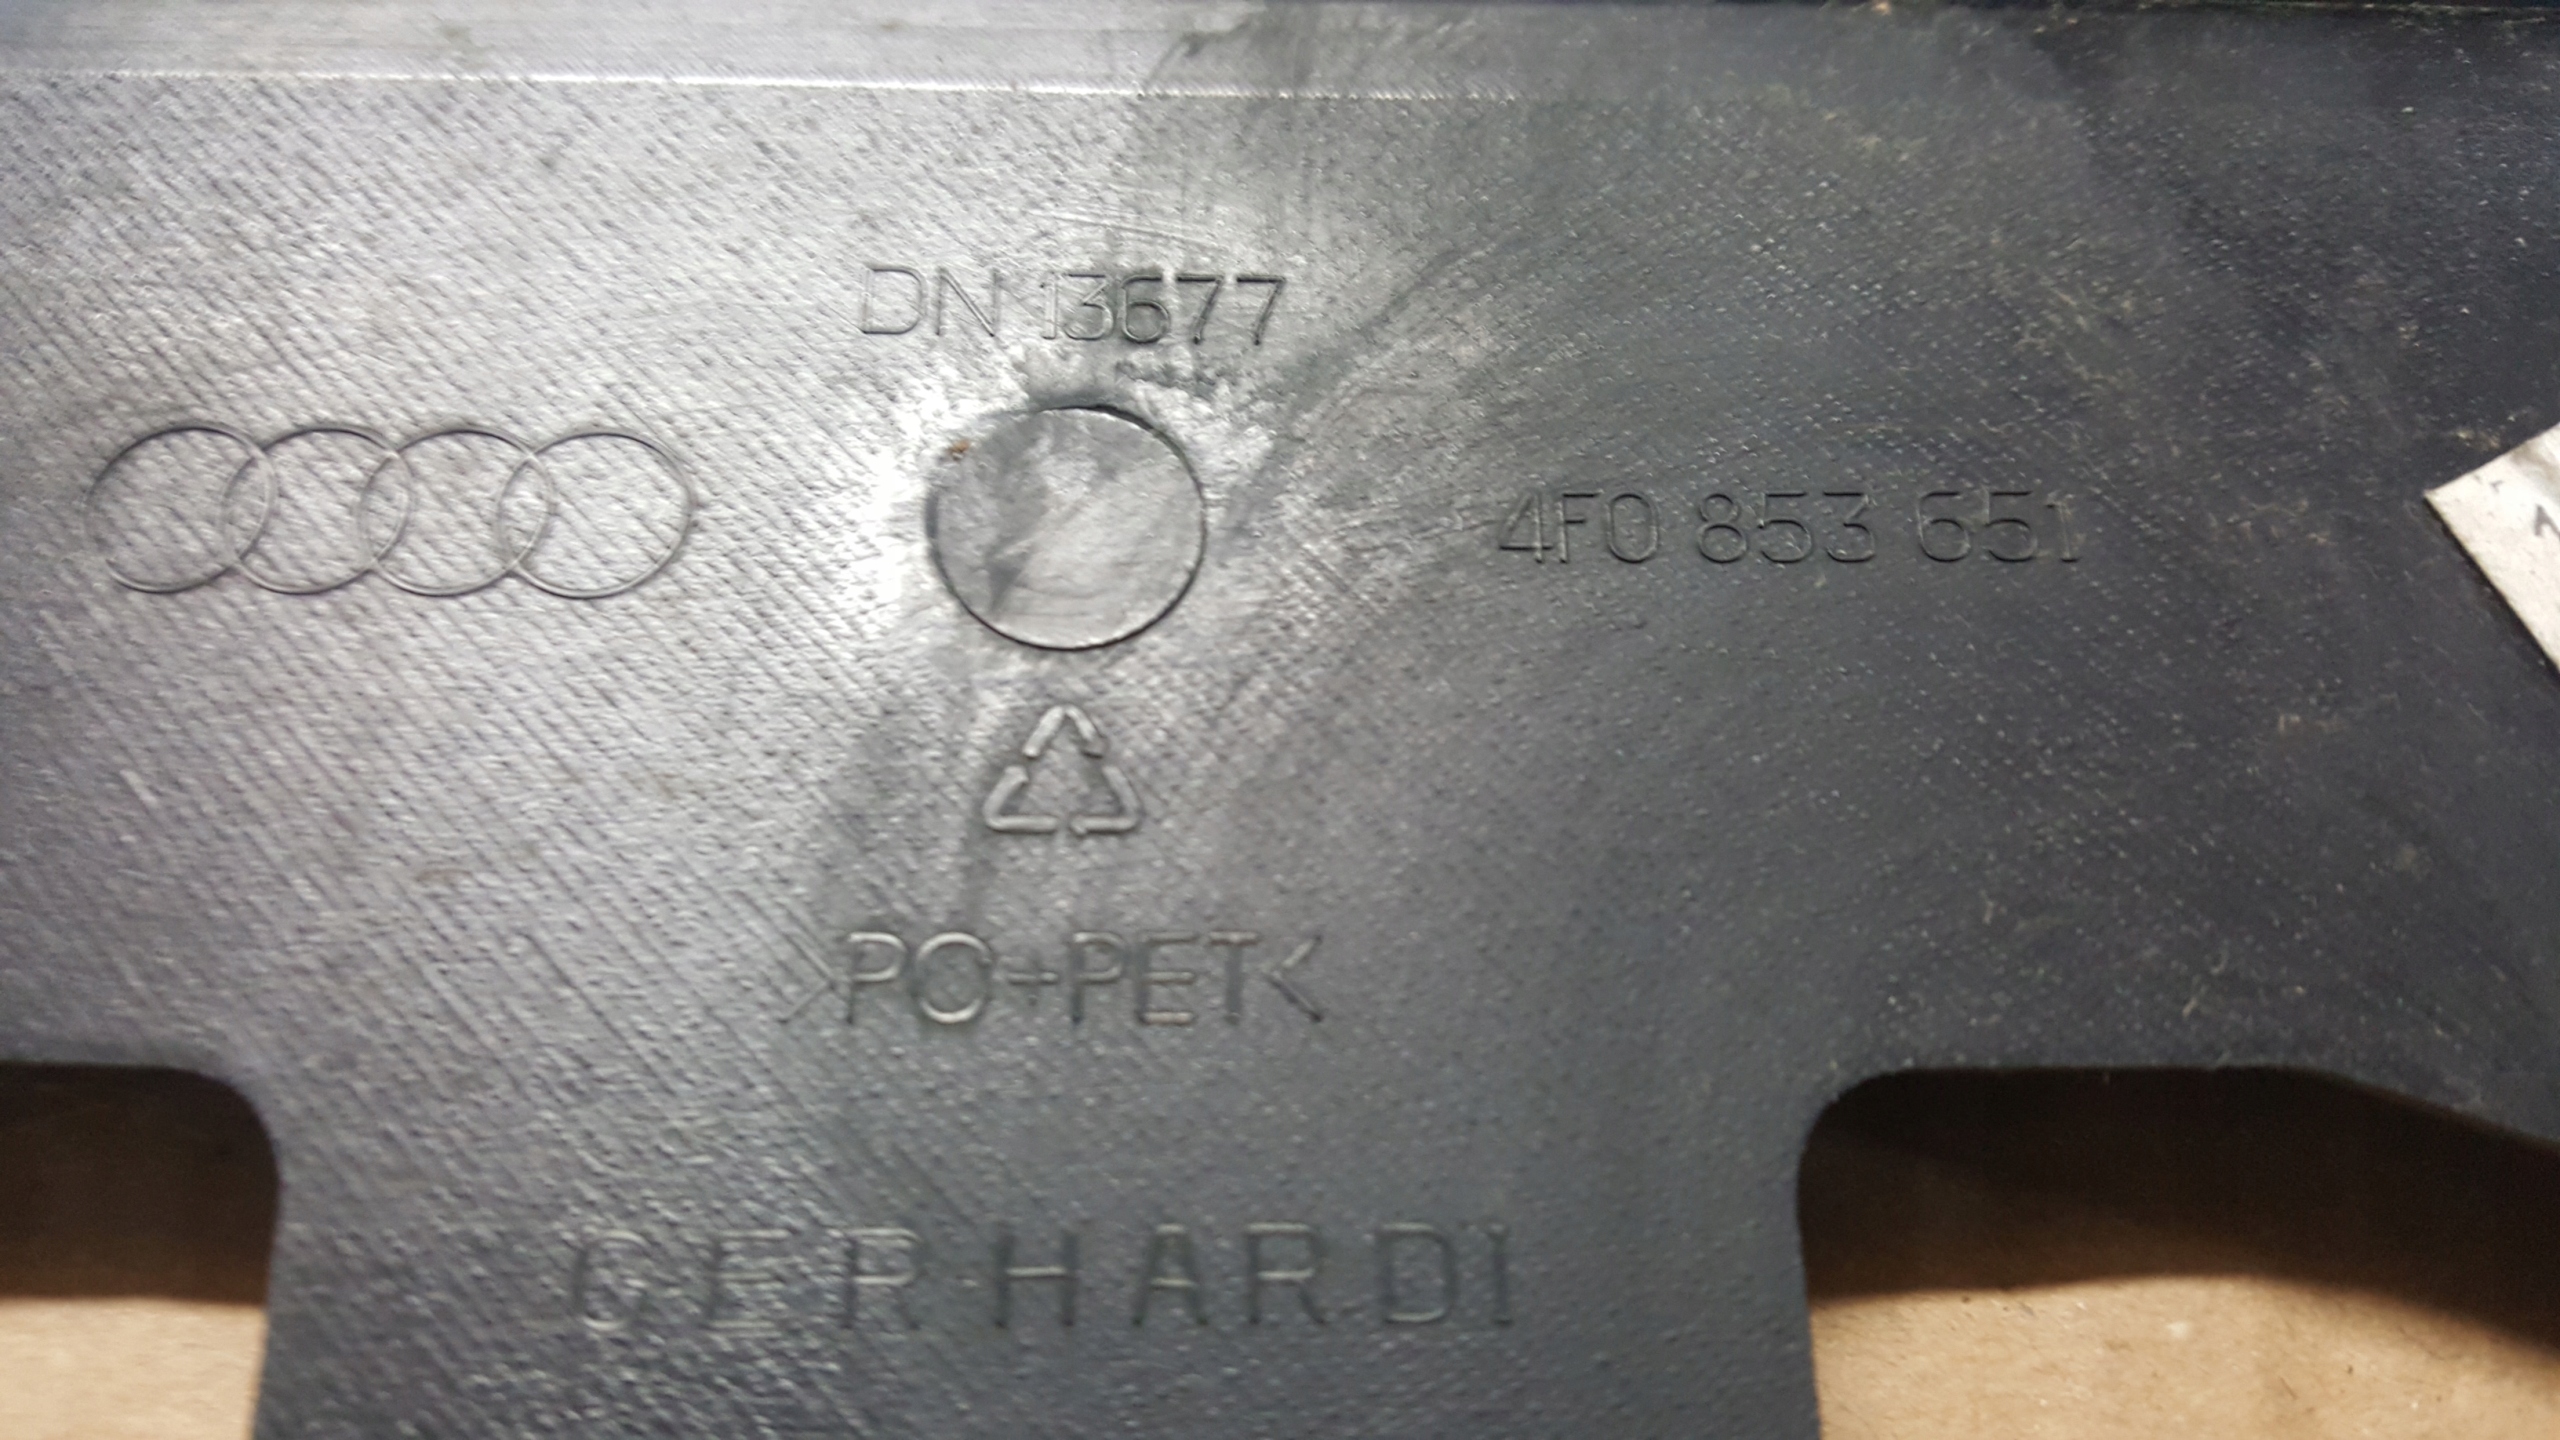 DN 13677
4F0 853 651
>PO+PET<
GERHARDI